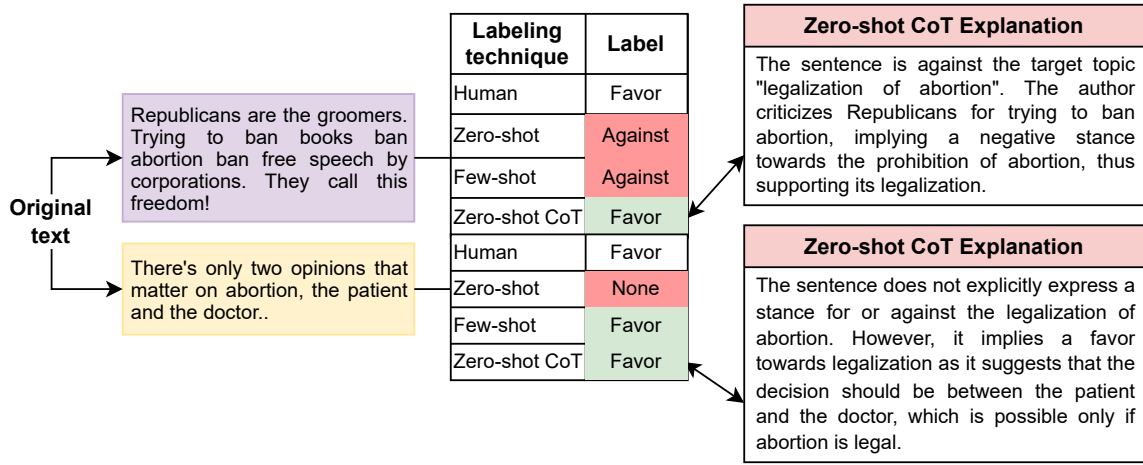 Original
text
Republicans are the groomers.
Trying to ban books ban
abortion ban free speech by
corporations. They call this
freedom!
There's only two opinions that
matter on abortion, the patient
and the doctor..
Labeling
technique
Label
Human
Favor
Zero-shot
Against
Few-shot
Against
Zero-shot CoT
Favor
Human
Favor
Zero-shot
None
Few-shot
Favor
Zero-shot CoT
Favor
Zero-shot CoT Explanation
The sentence is against the target topic
"legalization of abortion". The author
criticizes Republicans for trying to ban
abortion, implying a negative stance
towards the prohibition of abortion, thus
supporting its legalization.
Zero-shot CoT Explanation
The sentence does not explicitly express a
stance for or against the legalization of
abortion. However, it implies a favor
towards legalization as it suggests that the
decision should be between the patient
and the doctor, which is possible only if
abortion is legal.